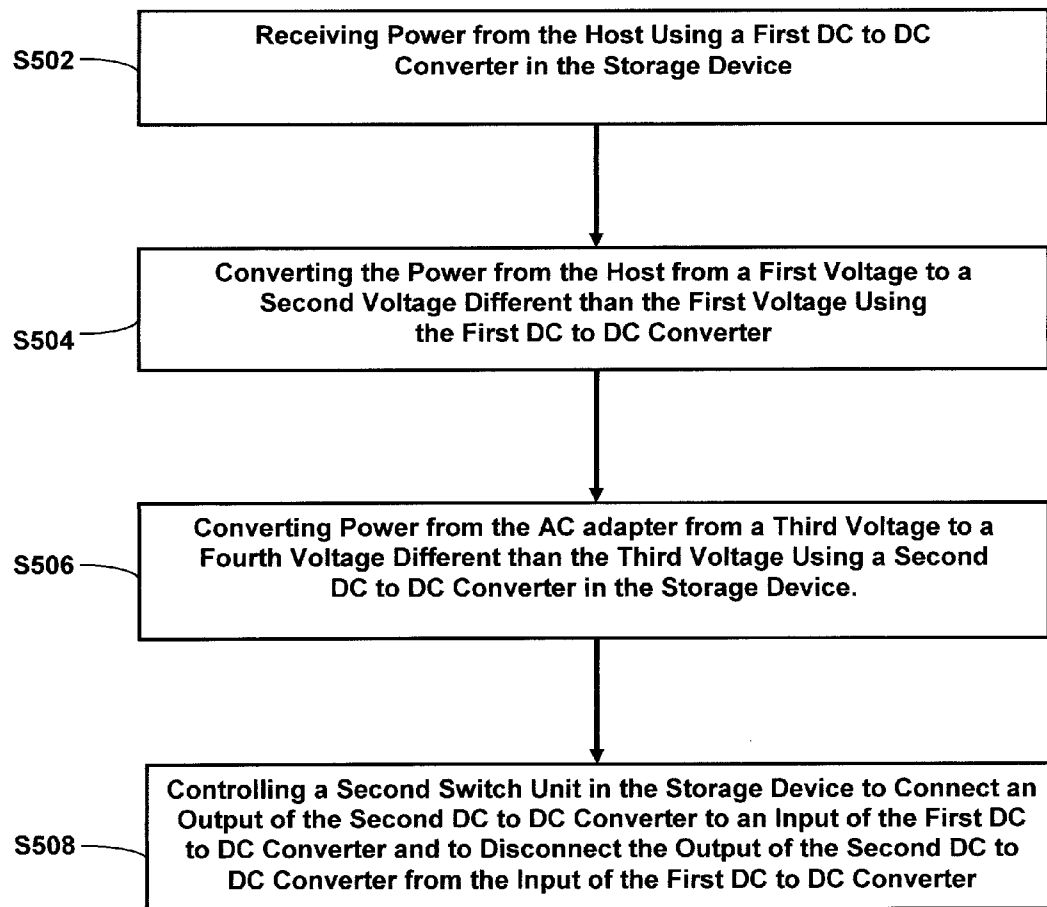 S502
Receiving Power from the Host Using a First DC to DC
Converter in the Storage Device
S504
Converting the Power from the Host from a First Voltage to a
Second Voltage Different than the First Voltage Using
the First DC to DC Converter
S506
Converting Power from the AC adapter from a Third Voltage to a
Fourth Voltage Different than the Third Voltage Using a Second
DC to DC Converter in the Storage Device.
S508
Controlling a Second Switch Unit in the Storage Device to Connect an
Output of the Second DC to DC Converter to an Input of the First DC
to DC Converter and to Disconnect the Output of the Second DC to
DC Converter from the Input of the First DC to DC Converter